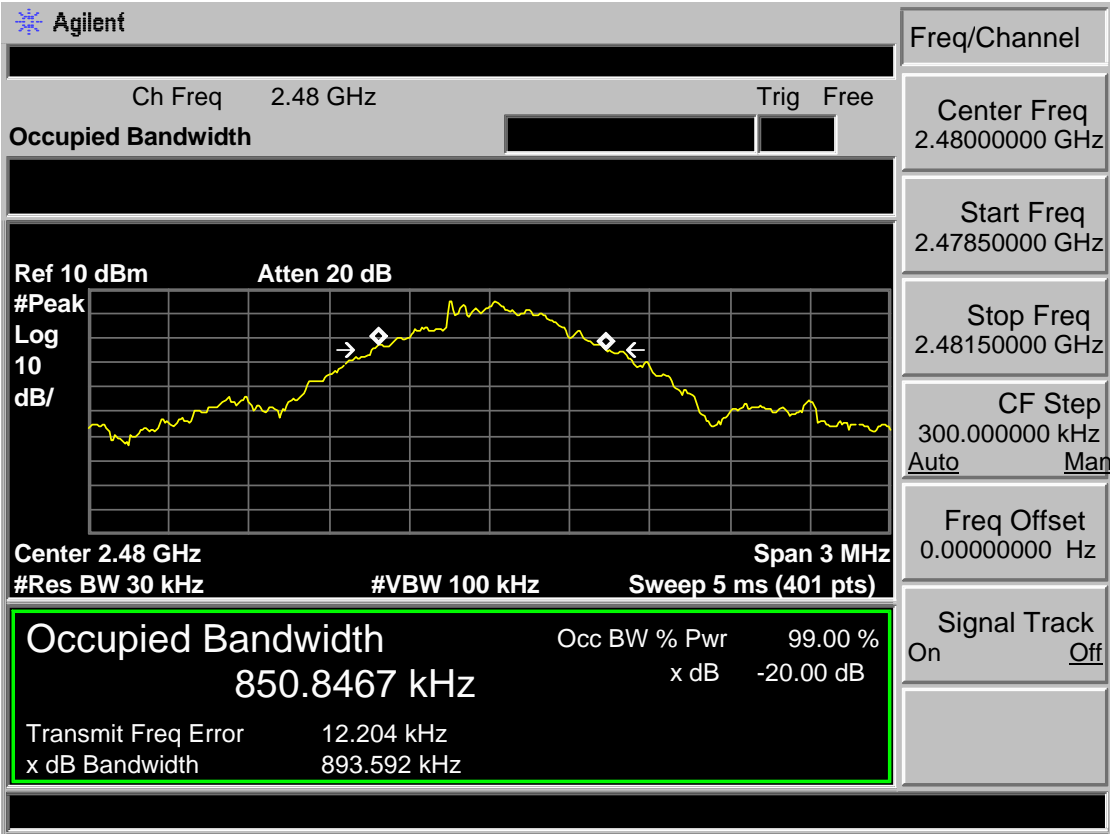 Agilent
Freq/Channel
Ch Freq 2.48 GHz Trig Free
Occupied Bandwidth
Center Freq
2.48000000 GHz
Start Freq
2.47850000 GHz
Stop Freq
2.48150000 GHz
CF Step
300.000000 kHz
Auto Man
Freq Offset
0.00000000 Hz
Signal Track
On Off
Ref 10 dBm Atten 20 dB
#Peak
Log
10
dB/
Center 2.48 GHz Span 3 MHz
#Res BW 30 kHz #VBW 100 kHz Sweep 5 ms (401 pts)
Occupied Bandwidth Occ BW % Pwr 99.00 %
850.8467 kHz x dB -20.00 dB
Transmit Freq Error 12.204 kHz
x dB Bandwidth 893.592 kHz